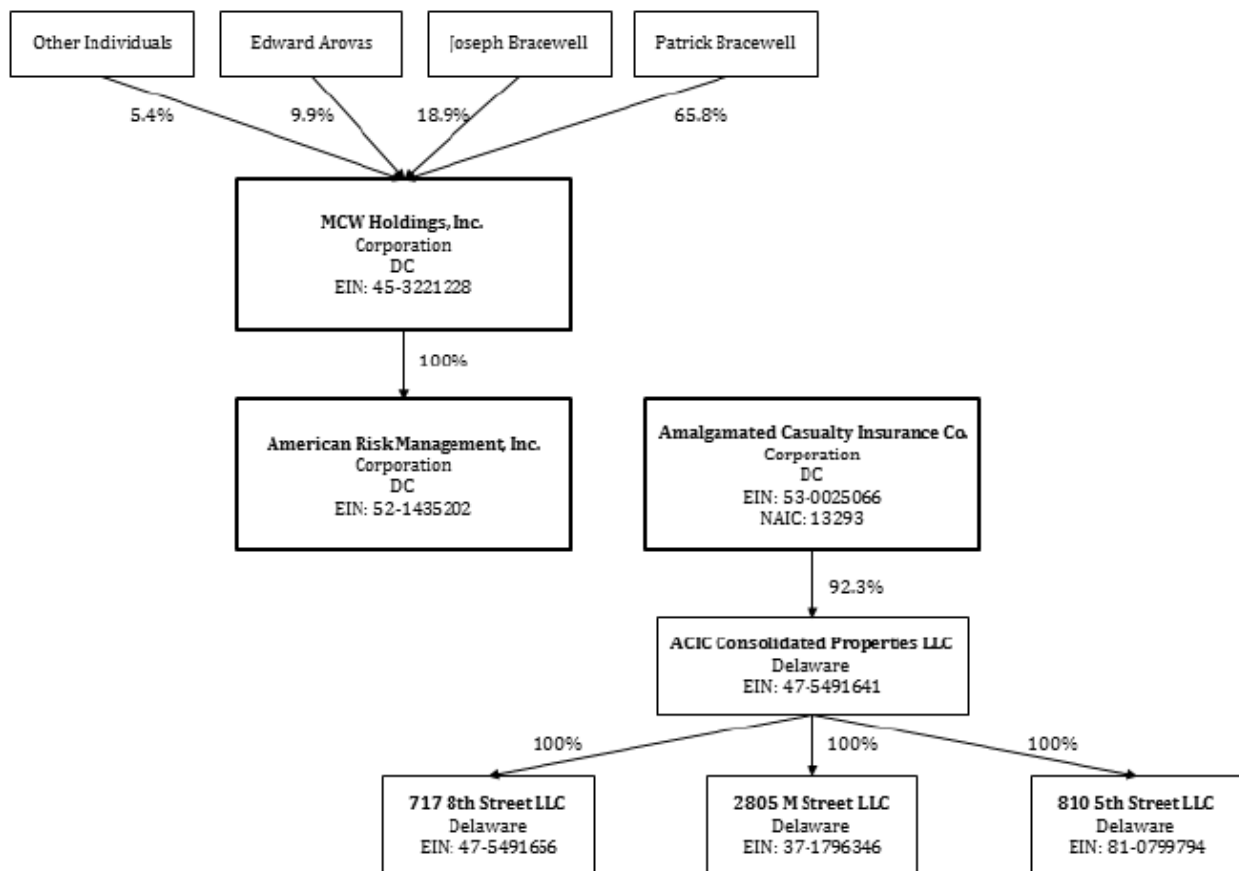 Other Individuals
Edward Arovas
Joseph Bracewell
Patrick Bracewell
5.4%
9.9%
18.9%
65.8%
MCW Holdings, Inc.
Corporation
DC
EIN: 45-3221228
100%
American Risk Management, Inc.
Corporation
DC
EIN: 52-1435202
Amalgamated Casualty Insurance Co.
Corporation
DC
EIN: 53-0025066
NAIC: 13293
92.3%
ACIC Consolidated Properties LLC
Delaware
EIN: 47-5491641
100%
100%
100%
717 8th Street LLC
Delaware
EIN: 47-5491656
2805 M Street LLC
Delaware
EIN: 37-1796346
810 5th Street LLC
Delaware
EIN: 81-0799794